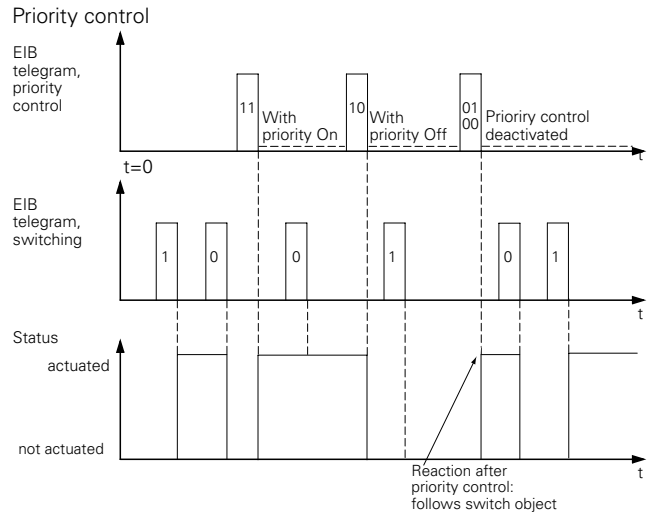 Priority control
EIB
telegram,
priority
control
11
With
priority On
10
With
priority Off
01
00
Prioriry control
deactivated
t
t=0
EIB
telegram,
switching
1
0
0
1
0
1
t
Status
actuated
not actuated
t
Reaction after
priority control:
follows switch object